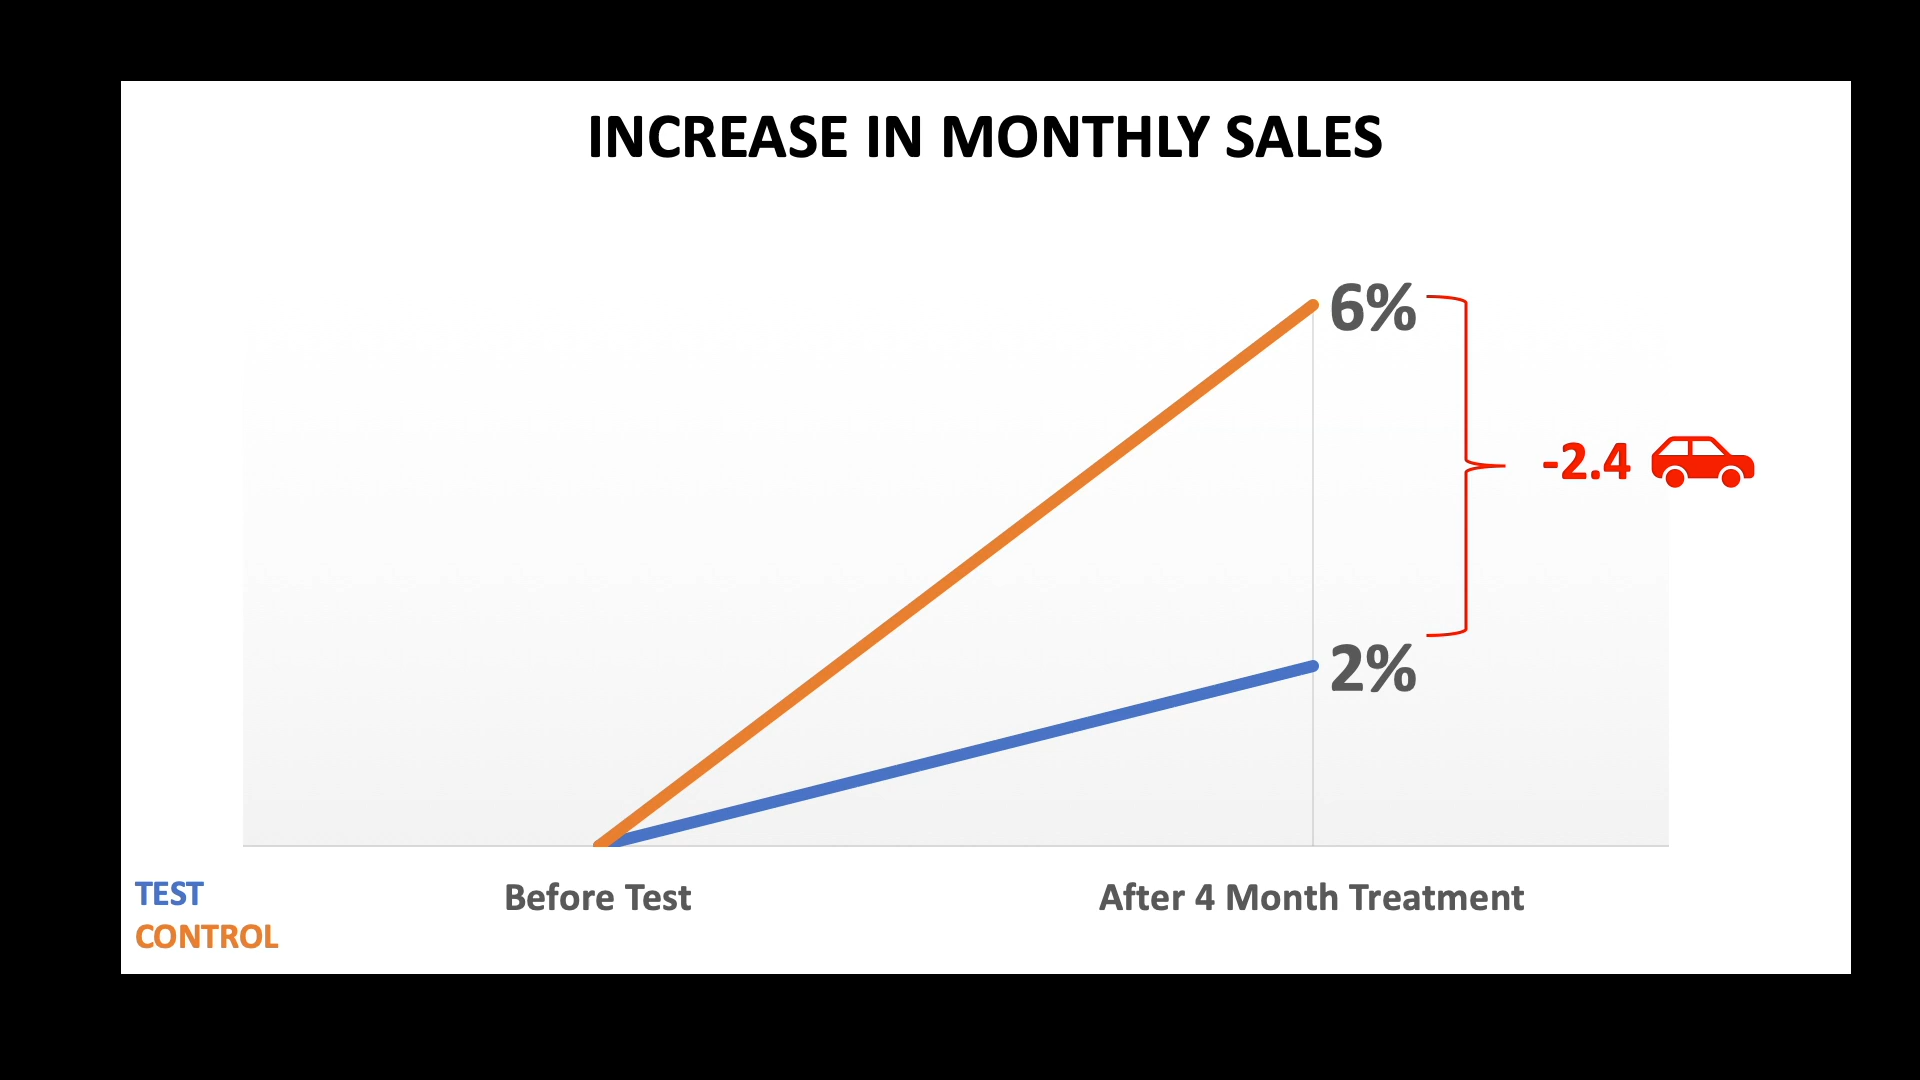 INCREASE IN MONTHLY SALES
6%
-2.4
2%
TEST
CONTROL
Before Test
After 4 Month Treatment